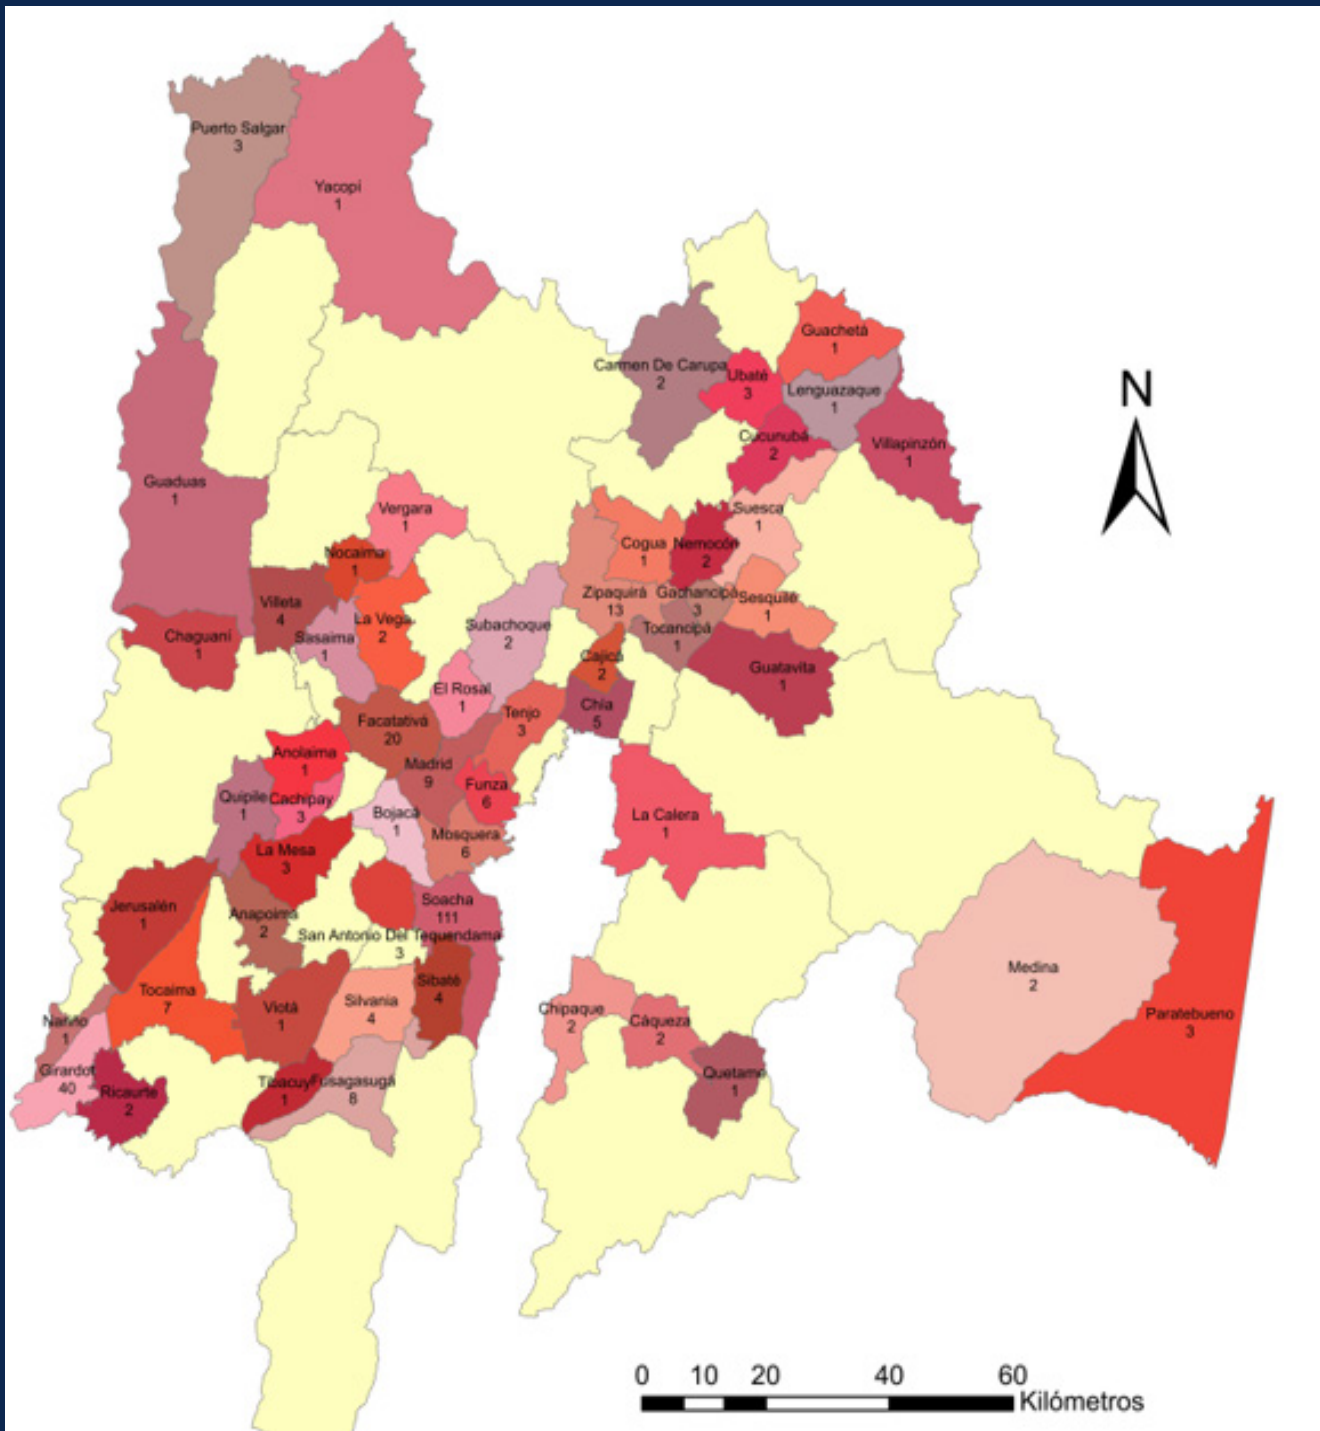 Puerto Salgar
3
Yacopí
1
Guachetá
1
Carmen De Carupa
2
Ubaté
3
Lenguazaque
1
N
Cucunubá
2
Villapinzón
1
Guaduas
1
Vergara
1
Suesca
1
Nocaima
1
Cogua
1
Nemocón
2
Villeta
4
Zipaquirá
13
Gachancipá
3
Sesquilé
1
La Vega
2
Sasaima
1
Subachoque
2
Tocancipá
1
Chaguaní
1
Cajicá
2
Guatavita
1
El Rosal
1
Chía
5
Facatativá
20
Tenjo
3
Anolaima
1
Madrid
9
Funza
6
Quipile
1
Cachipay
3
Bojacá
1
La Calera
1
Mosquera
6
La Mesa
3
Jerusalén
1
Anapoima
2
Soacha
111
San Antonio Del Tequendama
3
Medina
2
Sibaté
4
Tocaima
7
Viotá
1
Silvania
4
Chipaque
2
Cáqueza
2
Paratebueno
3
Nariño
1
Girardot
40
Ricaurte
2
Tibacuy
1
Fusagasugá
8
Quetame
1
0 10 20 40 60
Kilómetros